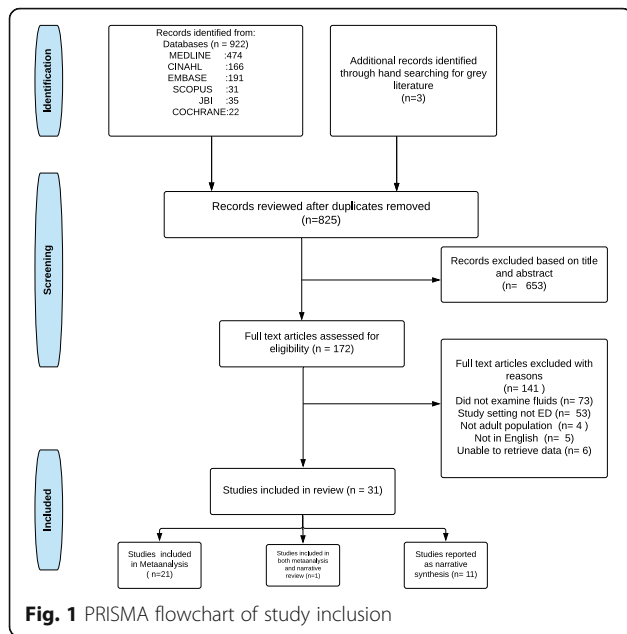 Identification
Records identified from:
Databases (n = 922)
MEDLINE :474
CINAHL :166
EMBASE :191
SCOPUS :31
JBI :35
COCHRANE:22
Additional records identified
through hand searching for grey
literature
(n=3)
Screening
Records reviewed after duplicates removed
(n=825)
Records excluded based on title
and abstract
(n= 653)
Full text articles assessed for
eligibility (n = 172)
Full text articles excluded with
reasons
(n= 141 )
Did not examine fluids (n= 73)
Study setting not ED (n= 53)
Not adult population (n= 4 )
Not in English (n= 5)
Unable to retrieve data (n= 6)
Included
Studies included in review (n = 31)
Studies included
in Metaanalysis
( n=21)
Studies included in
both metaanalysis
and narrative
review (n=1)
Studies reported
as narrative
synthesis (n= 11)
Fig. 1 PRISMA flowchart of study inclusion